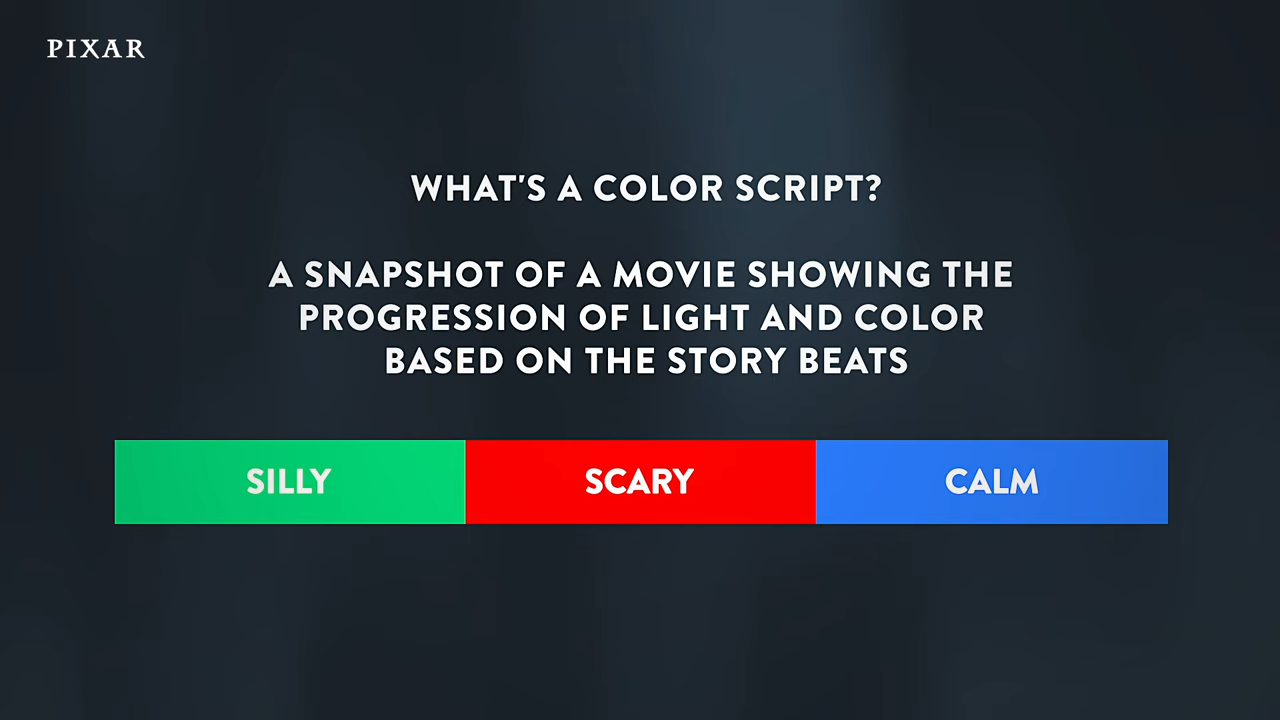 PIXAR
WHAT'S A COLOR SCRIPT?
A SNAPSHOT OF A MOVIE SHOWING THE
PROGRESSION OF LIGHT AND COLOR
BASED ON THE STORY BEATS
SILLY
SCARY
CALM